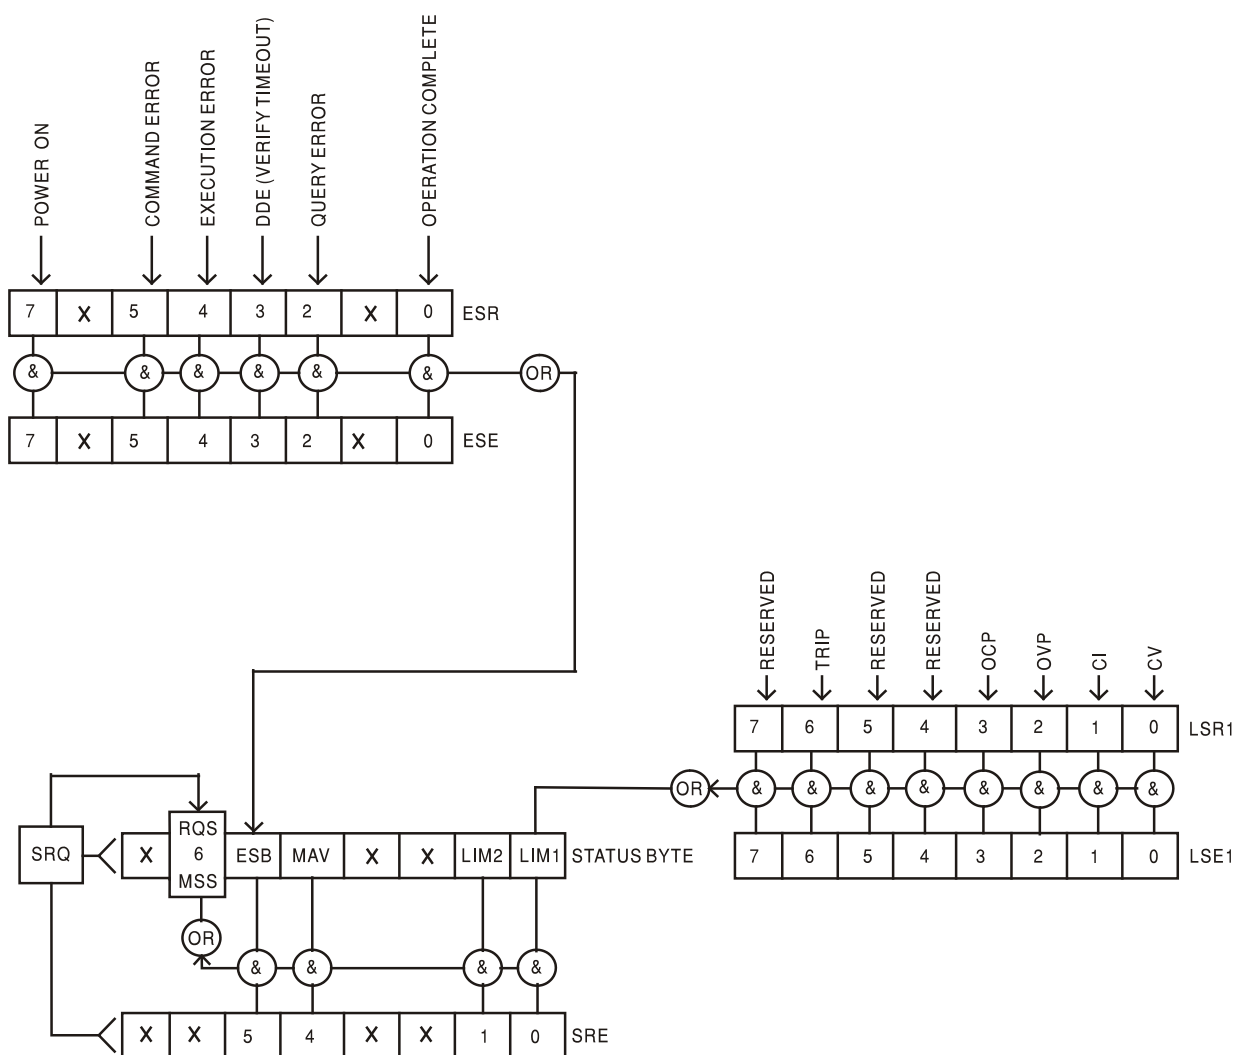 POWER ON
COMMAND ERROR
EXECUTION ERROR
DDE (VERIFY TIMEOUT)
QUERY ERROR
OPERATION COMPLETE
7 X 5 4 3 2 X 0 ESR
& & & & & & OR
7 X 5 4 3 2 X 0 ESE
RESERVED
TRIP
RESERVED
RESERVED
OCP
OVP
CI
CV
7 6 5 4 3 2 1 0 LSR1
OR & & & & & & & &
7 6 5 4 3 2 1 0 LSE1
SRQ
X
RQS
6
MSS
ESB MAV X X LIM2 LIM1 STATUS BYTE
OR
& & & &
X X 5 4 X X 1 0 SRE